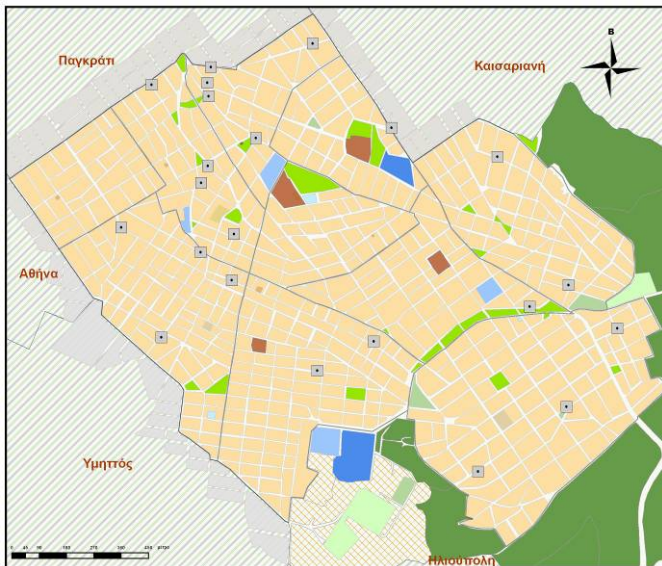 Παγκράτι
Καισαριανή
Β
Αθήνα
Υμηττός
Ηλιούπολη